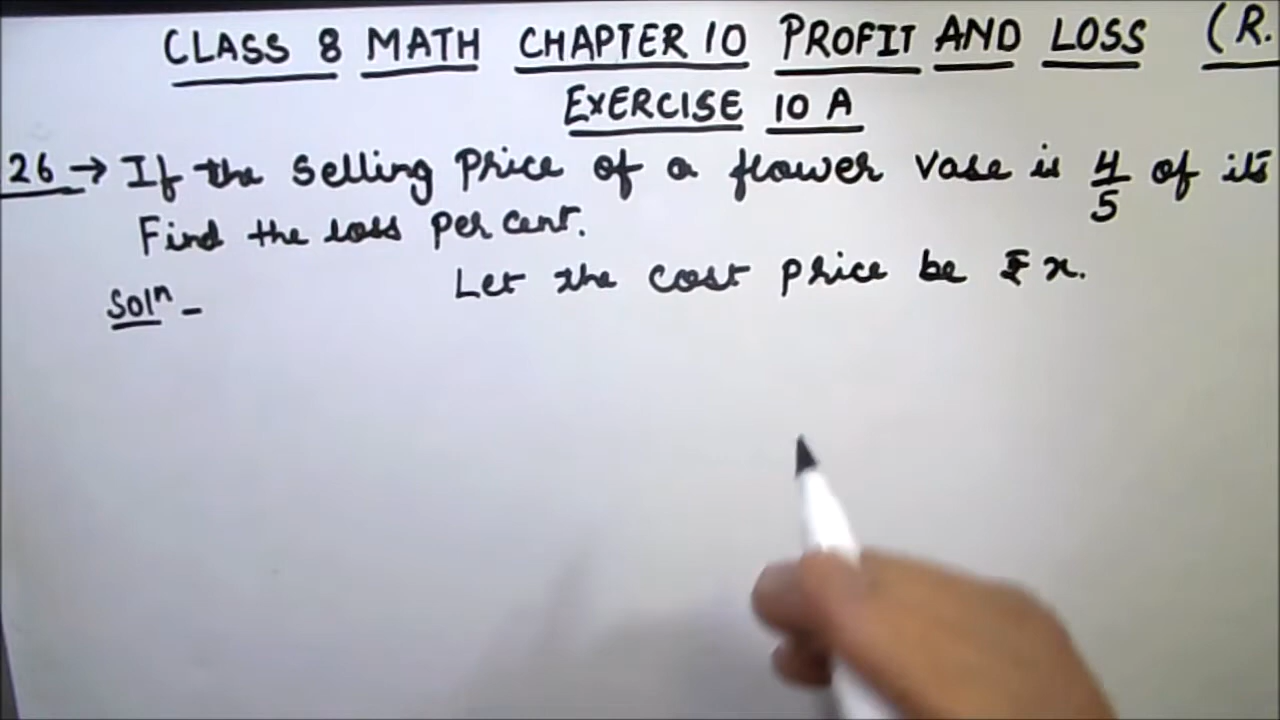 CLASS 8 MATH CHAPTER 10 PROFIT AND LOSS (R.
EXERCISE 10 A
26 → If the selling price of a flower vase is 4/5 of its
Find the loss per cent.
Let the cost price be ₹ x.
Solⁿ -